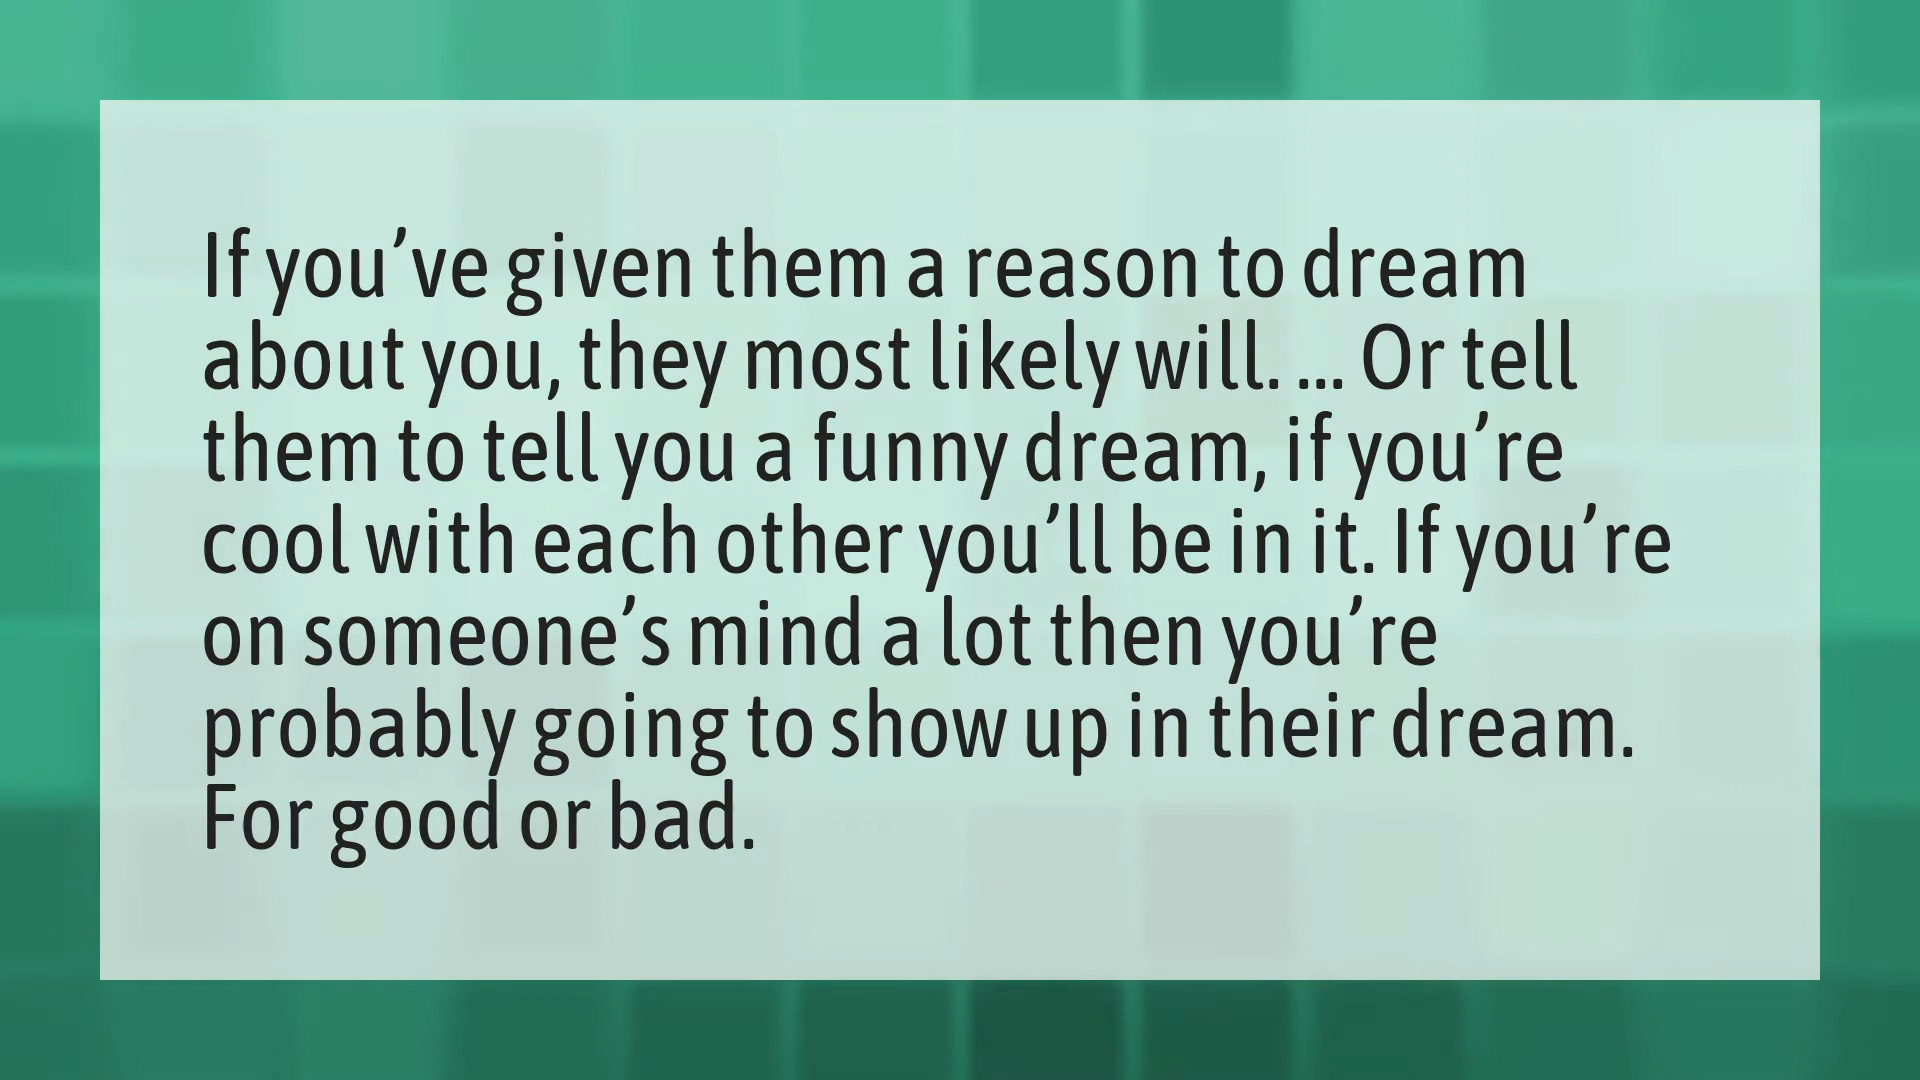 If you’ve given them a reason to dream
about you, they most likely will. ... Or tell
them to tell you a funny dream, if you’re
cool with each other you’ll be in it. If you’re
on someone’s mind a lot then you’re
probably going to show up in their dream.
For good or bad.